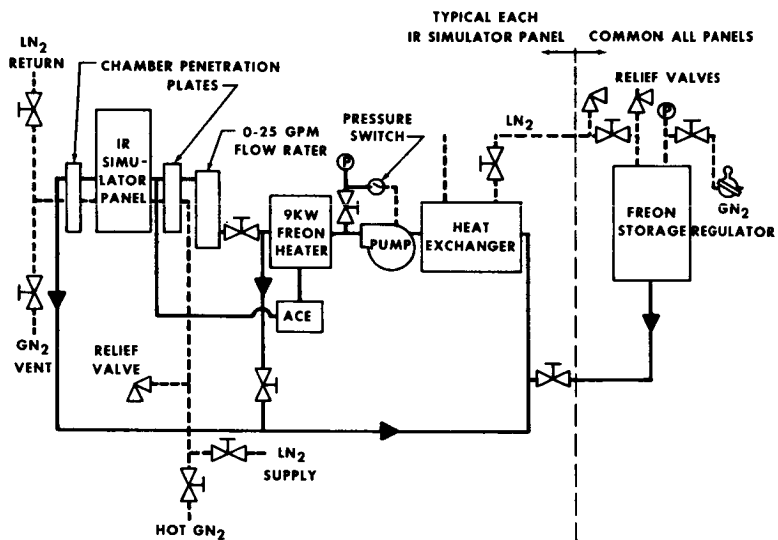 TYPICAL EACH
IR SIMULATOR PANEL
COMMON ALL PANELS
LN2
RETURN
CHAMBER PENETRATION
PLATES
RELIEF VALVES
0-25 GPM
FLOW RATER
PRESSURE
SWITCH
LN2
P
P
IR
SIMU-
LATOR
PANEL
9KW
FREON
HEATER
PUMP
HEAT
EXCHANGER
FREON
STORAGE
GN2
REGULATOR
ACE
GN2
VENT
RELIEF
VALVE
LN2
SUPPLY
HOT GN2